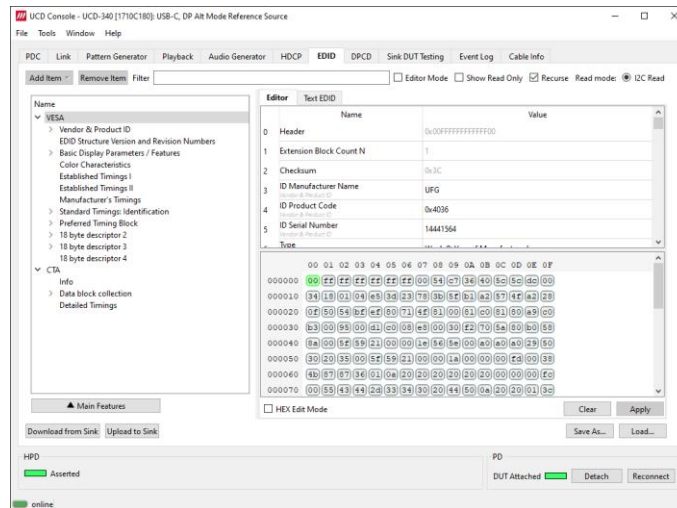 UCD Console - UCD-340 [1710C180]: USB-C, DP Alt Mode Reference Source
File Tools Window Help
PDC Link Pattern Generator Playback Audio Generator HDCP EDID DPCD Sink DUT Testing Event Log Cable Info
Add Item Remove Item Filter Editor Mode Show Read Only Recurse Read mode: I2C Read
Name
VESA
Vendor & Product ID
EDID Structure Version and Revision Numbers
Basic Display Parameters / Features
Color Characteristics
Established Timings I
Established Timings II
Manufacturer's Timings
Standard Timings: Identification
Preferred Timing Block
18 byte descriptor 2
18 byte descriptor 3
18 byte descriptor 4
CTA
Info
Data block collection
Detailed Timings
Main Features
Download from Sink Upload to Sink
Editor Text EDID
Name Value
0 Header 0x00FFFFFFFFFFFF00
1 Extension Block Count N 1
2 Checksum 0x3C
3 ID Manufacturer Name UFG
Vendor & Product ID
4 ID Product Code 0x4036
Vendor & Product ID
5 ID Serial Number 14441564
Vendor & Product ID
Type
00 01 02 03 04 05 06 07 08 09 0A 0B 0C 0D 0E 0F
000000 00 ff ff ff ff ff ff 00 54 c7 36 40 5c 5c dc 00
000010 34 18 01 04 e5 3d 23 78 3b 5f b1 a2 57 4f a2 28
000020 0f 50 54 bf ef 80 71 4f 81 00 81 c0 81 80 a9 c0
000030 b3 00 95 00 d1 c0 08 e8 00 30 f2 70 5a 80 b0 58
000040 8a 00 5f 59 21 00 00 1e 56 5e 00 a0 a0 a0 29 50
000050 30 20 35 00 5f 59 21 00 00 1a 00 00 00 fd 00 38
000060 4b 87 87 36 01 0a 20 20 20 20 20 20 00 00 00 fc
000070 00 55 43 44 2d 33 34 30 20 44 50 0a 20 20 01 3c
HEX Edit Mode Clear Apply
Save As... Load...
HPD
Asserted
PD
DUT Attached Detach Reconnect
online